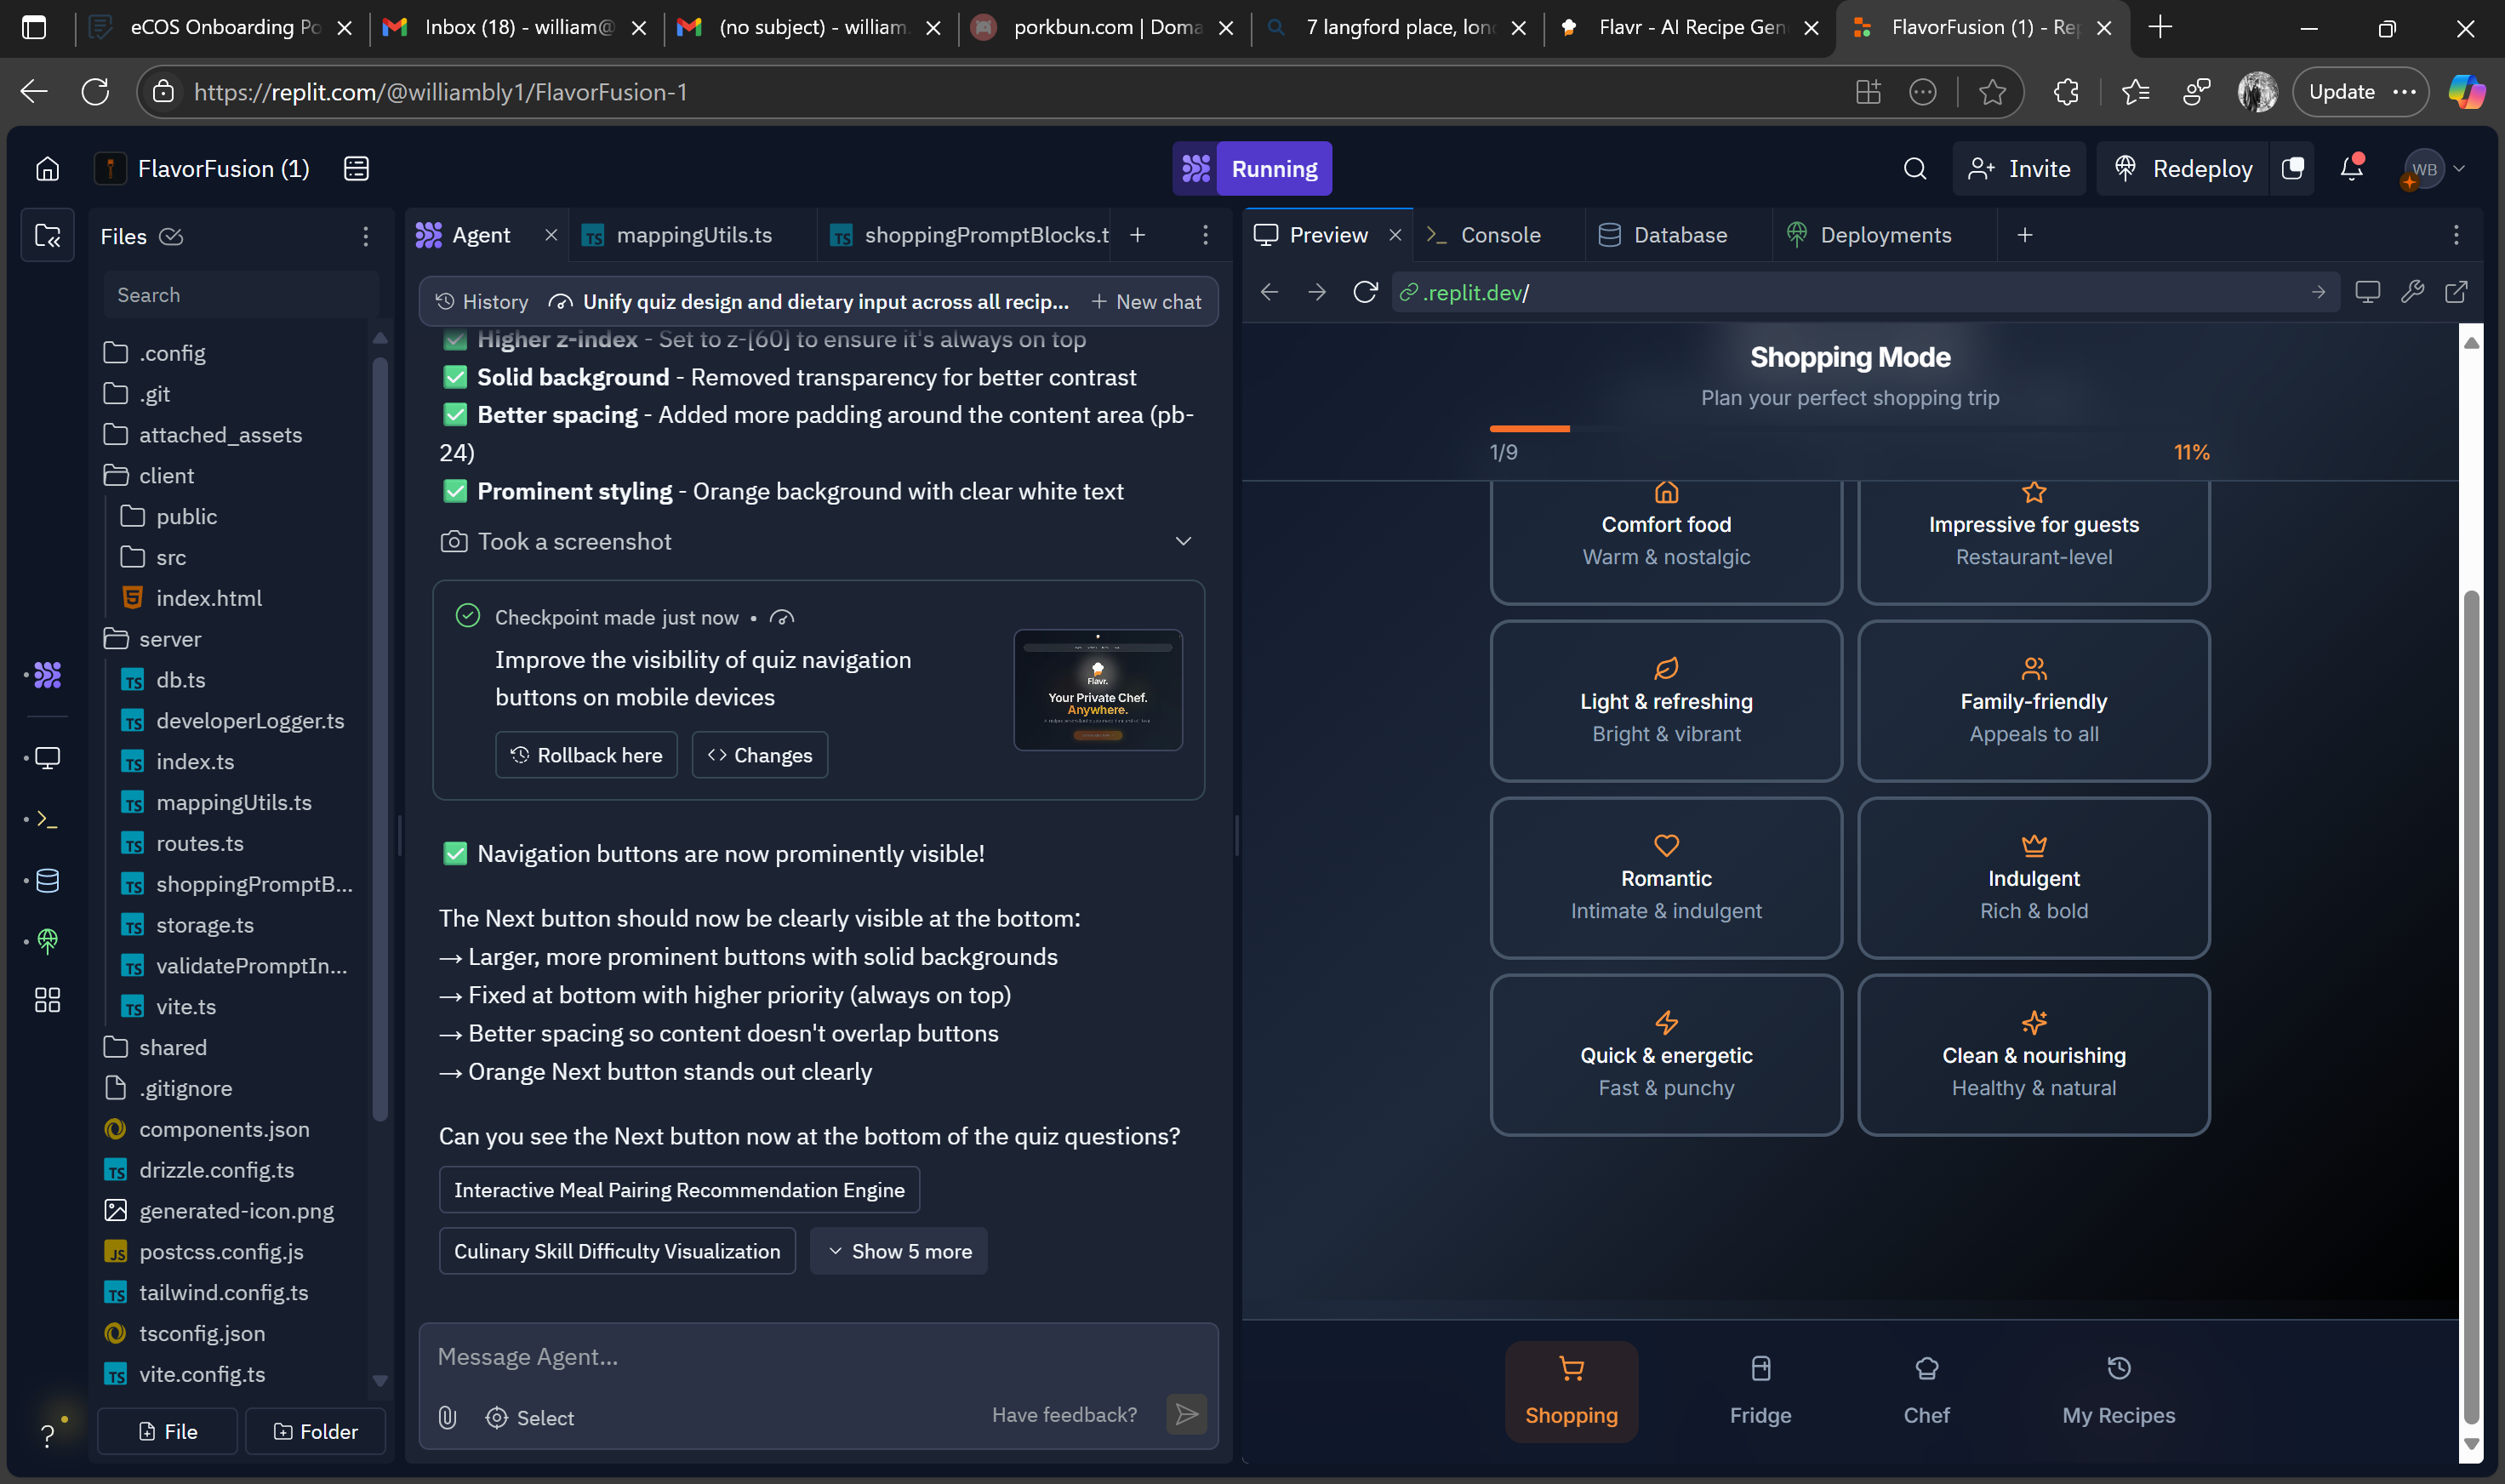 eCOS Onboarding Po
Inbox (18) - william@
(no subject) - william.
porkbun.com | Doma
7 langford place, lon
Flavr - AI Recipe Gen
FlavorFusion (1) - Rep
https://replit.com/@williambly1/FlavorFusion-1
Update
FlavorFusion (1)
Running
Invite
Redeploy
WB
Files
Search
.config
.git
attached_assets
client
public
src
index.html
server
TS db.ts
TS developerLogger.ts
TS index.ts
TS mappingUtils.ts
TS routes.ts
TS shoppingPromptB...
TS storage.ts
TS validatePromptIn...
TS vite.ts
shared
.gitignore
components.json
TS drizzle.config.ts
generated-icon.png
JS postcss.config.js
TS tailwind.config.ts
tsconfig.json
TS vite.config.ts
?
File
Folder
Agent
TS mappingUtils.ts
TS shoppingPromptBlocks.t
History
Unify quiz design and dietary input across all recip...
+ New chat
Higher z-index - Set to z-[60] to ensure it's always on top
Solid background - Removed transparency for better contrast
Better spacing - Added more padding around the content area (pb-
24)
Prominent styling - Orange background with clear white text
Took a screenshot
Checkpoint made just now •
Improve the visibility of quiz navigation
buttons on mobile devices
Flavr.
Your Private Chef.
Anywhere.
Rollback here
Changes
Navigation buttons are now prominently visible!
The Next button should now be clearly visible at the bottom:
→ Larger, more prominent buttons with solid backgrounds
→ Fixed at bottom with higher priority (always on top)
→ Better spacing so content doesn't overlap buttons
→ Orange Next button stands out clearly
Can you see the Next button now at the bottom of the quiz questions?
Interactive Meal Pairing Recommendation Engine
Culinary Skill Difficulty Visualization
Show 5 more
Message Agent...
Select
Have feedback?
Preview
Console
Database
Deployments
.replit.dev/
Shopping Mode
Plan your perfect shopping trip
1/9
11%
Comfort food
Warm & nostalgic
Impressive for guests
Restaurant-level
Light & refreshing
Bright & vibrant
Family-friendly
Appeals to all
Romantic
Intimate & indulgent
Indulgent
Rich & bold
Quick & energetic
Fast & punchy
Clean & nourishing
Healthy & natural
Shopping
Fridge
Chef
My Recipes